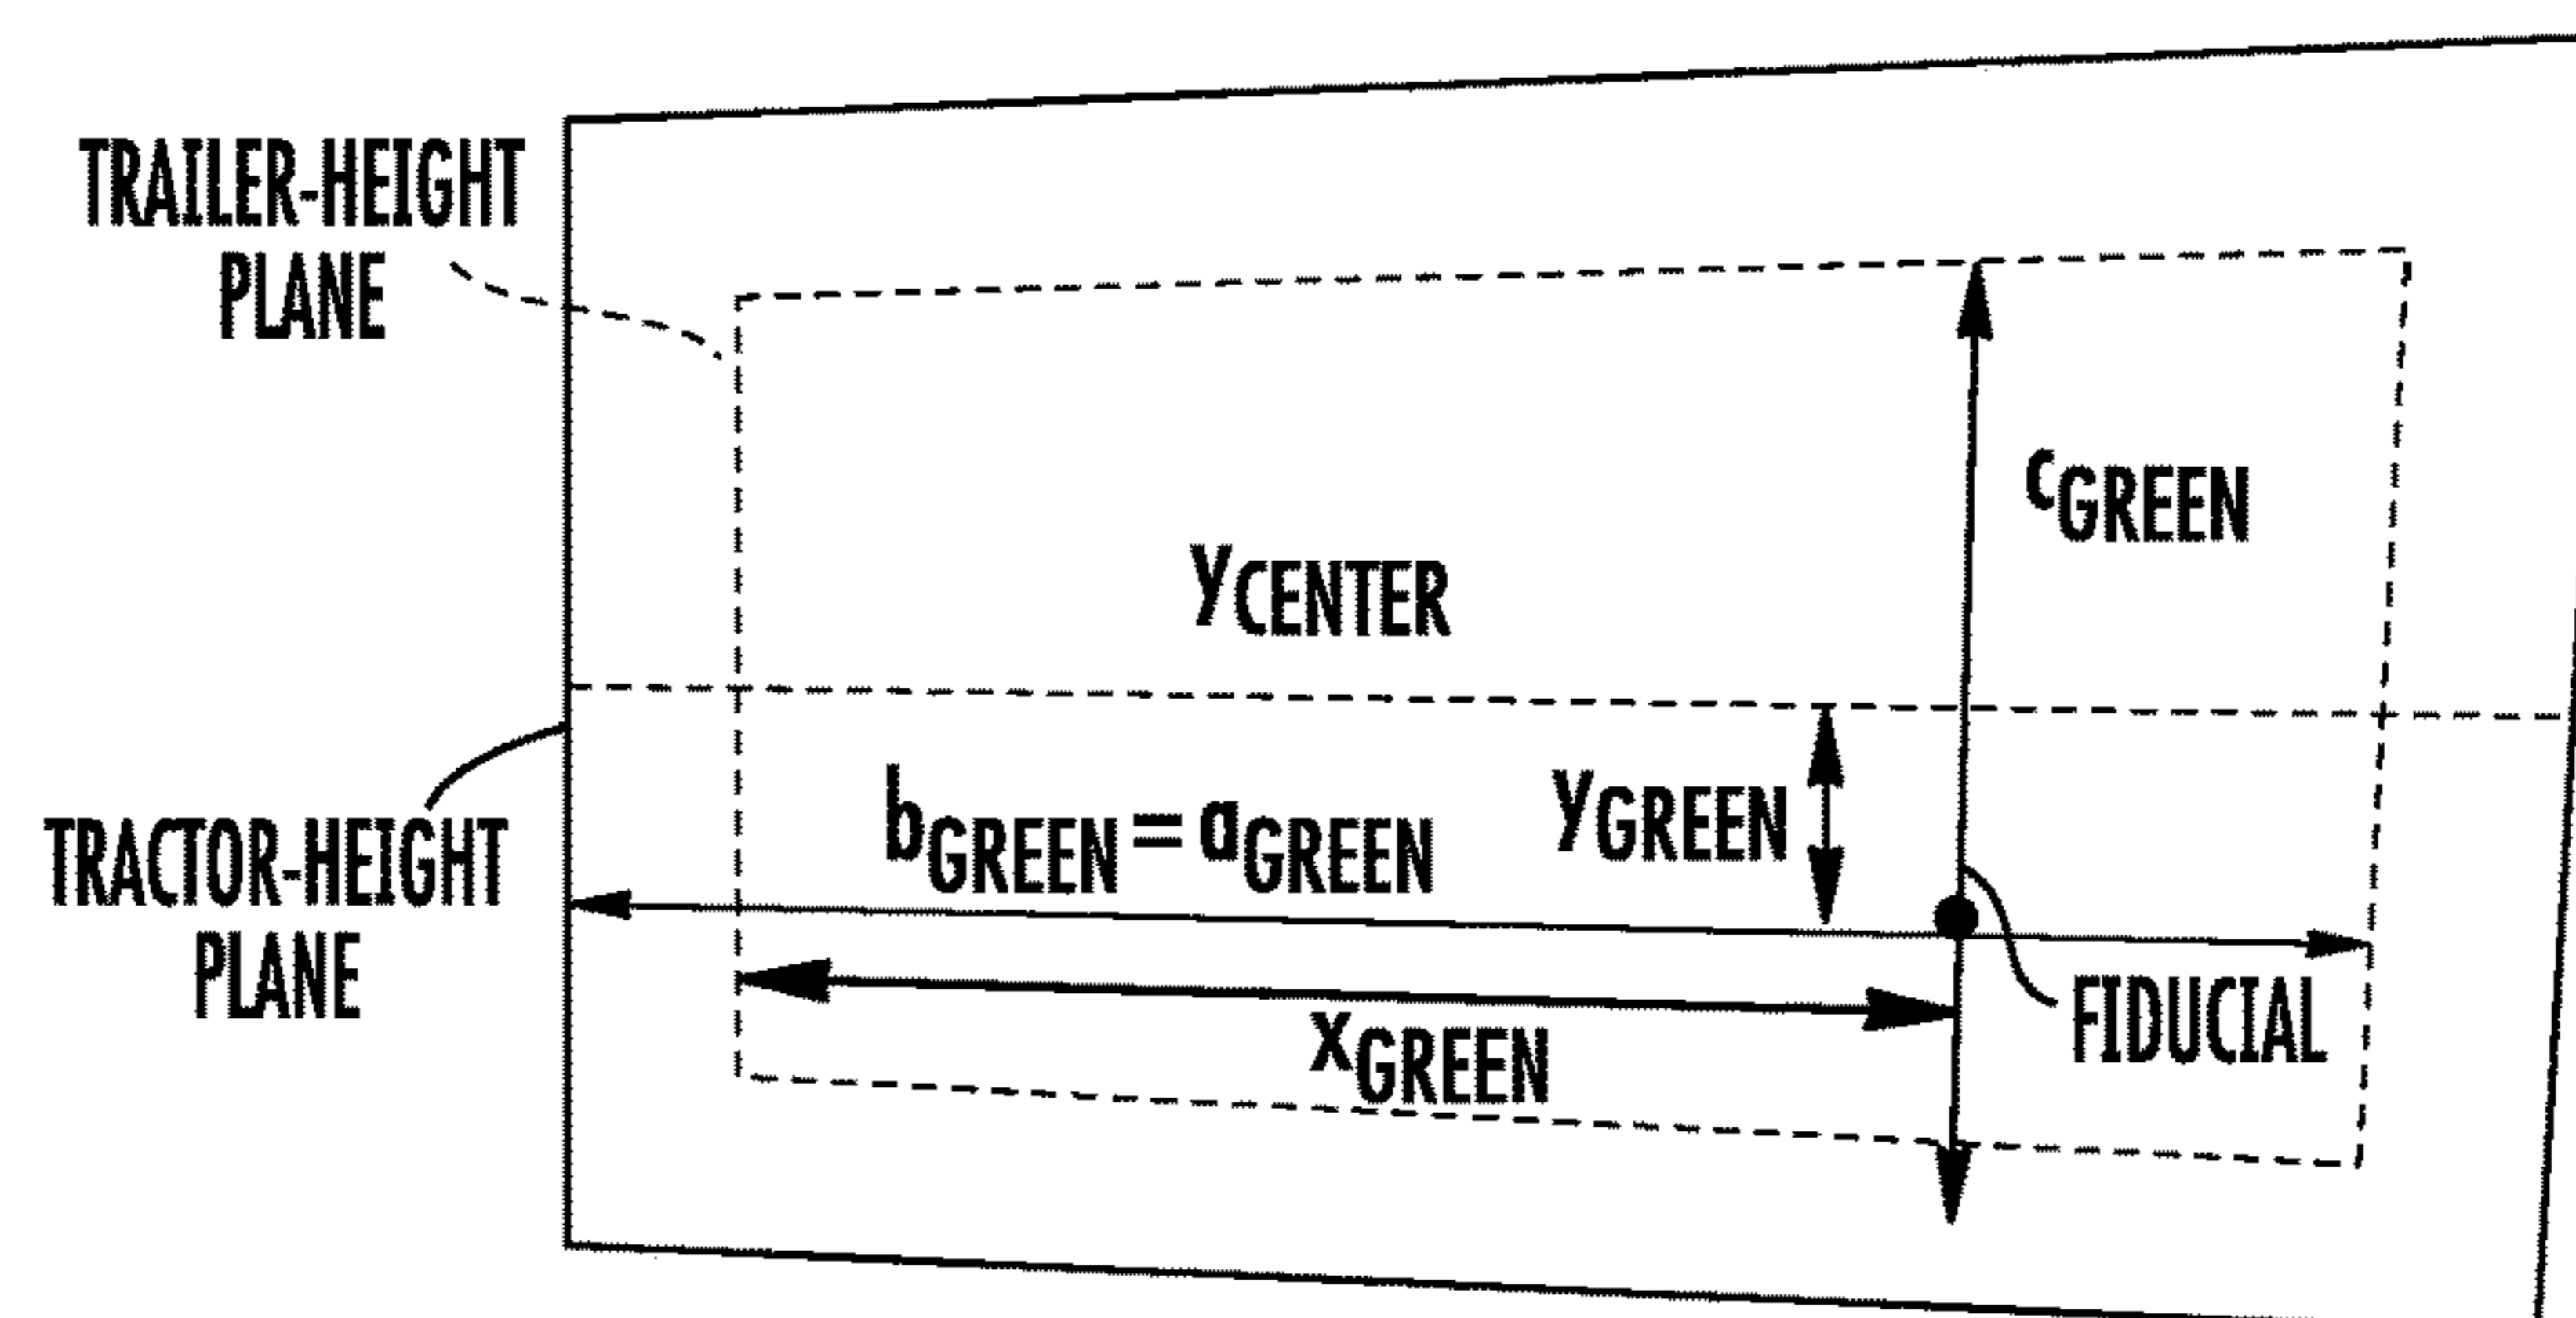 TRAILER-HEIGHT
PLANE
cGREEN
yCENTER
bGREEN = aGREEN
yGREEN
TRACTOR-HEIGHT
PLANE
xGREEN
FIDUCIAL